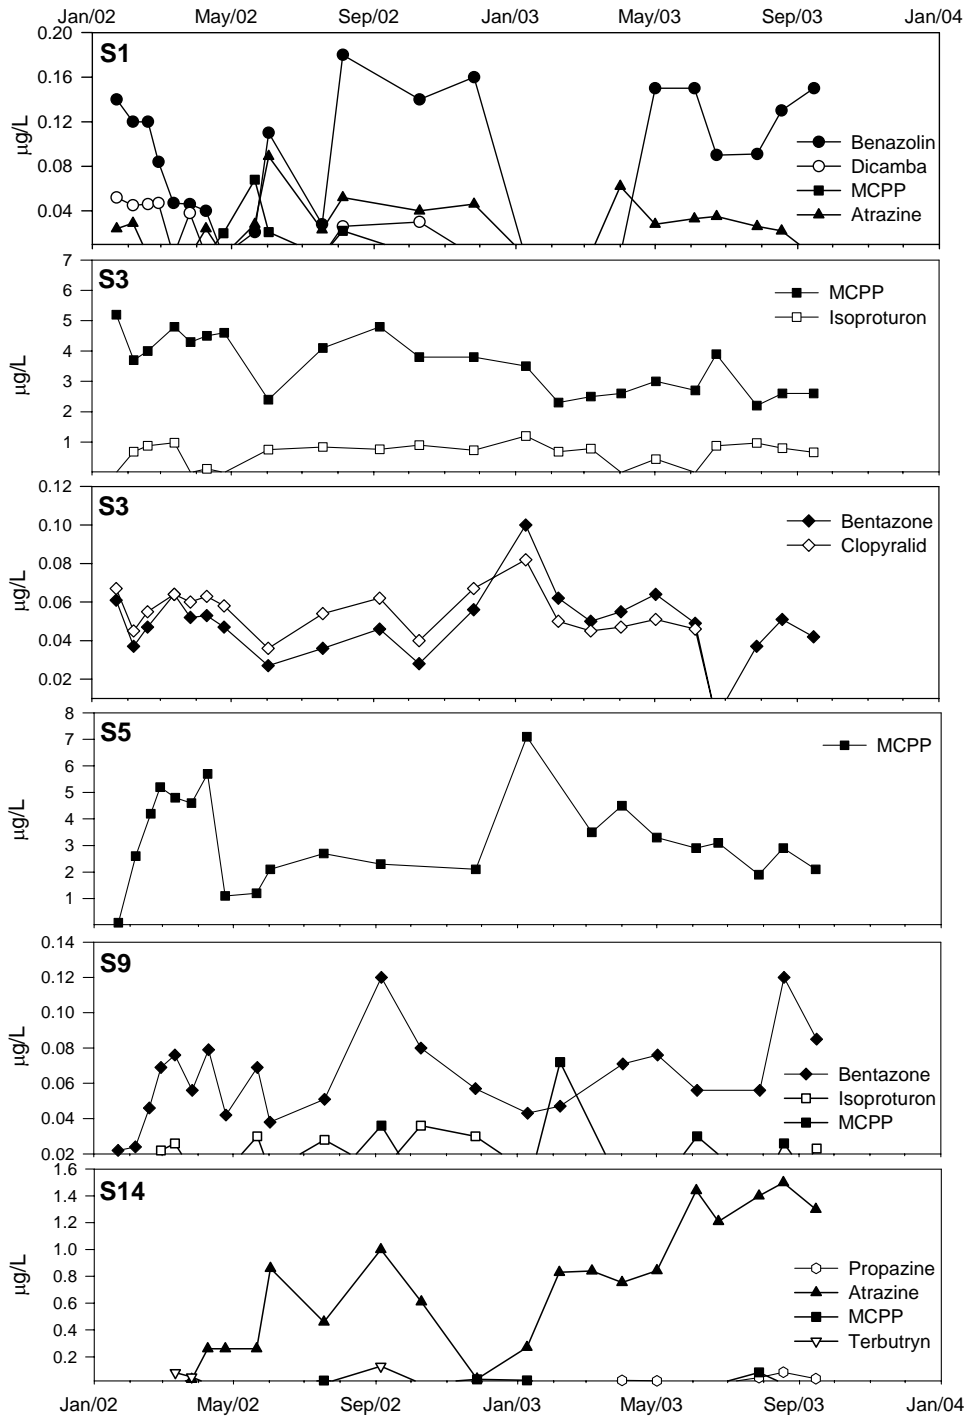 Jan/02 May/02 Sep/02 Jan/03 May/03 Sep/03 Jan/04
S1
0.20
0.16
0.12
0.08
0.04
µg/L
Benazolin
Dicamba
MCPP
Atrazine
S3
7
6
5
4
3
2
1
µg/L
MCPP
Isoproturon
S3
0.12
0.10
0.08
0.06
0.04
0.02
µg/L
Bentazone
Clopyralid
S5
8
7
6
5
4
3
2
1
µg/L
MCPP
S9
0.14
0.12
0.10
0.08
0.06
0.04
0.02
µg/L
Bentazone
Isoproturon
MCPP
S14
1.6
1.4
1.2
1.0
0.8
0.6
0.4
0.2
µg/L
Propazine
Atrazine
MCPP
Terbutryn
Jan/02 May/02 Sep/02 Jan/03 May/03 Sep/03 Jan/04